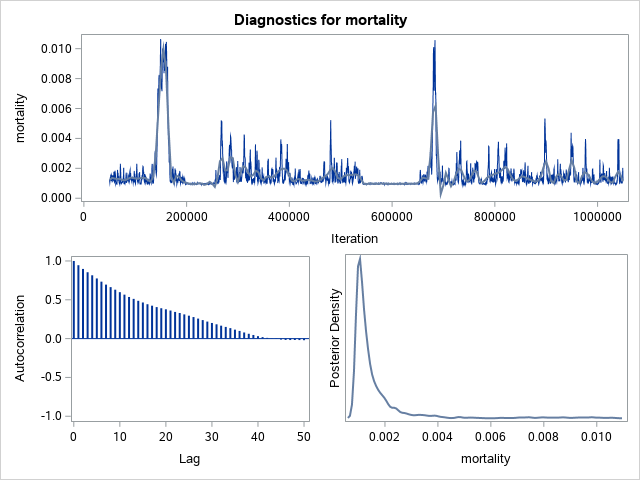 Diagnostics for mortality
mortality
0.010
0.008
0.006
0.004
0.002
0.000
0 200000 400000 600000 800000 1000000
Iteration
Autocorrelation
1.0
0.5
0.0
-0.5
-1.0
0 10 20 30 40 50
Lag
Posterior Density
0.002 0.004 0.006 0.008 0.010
mortality